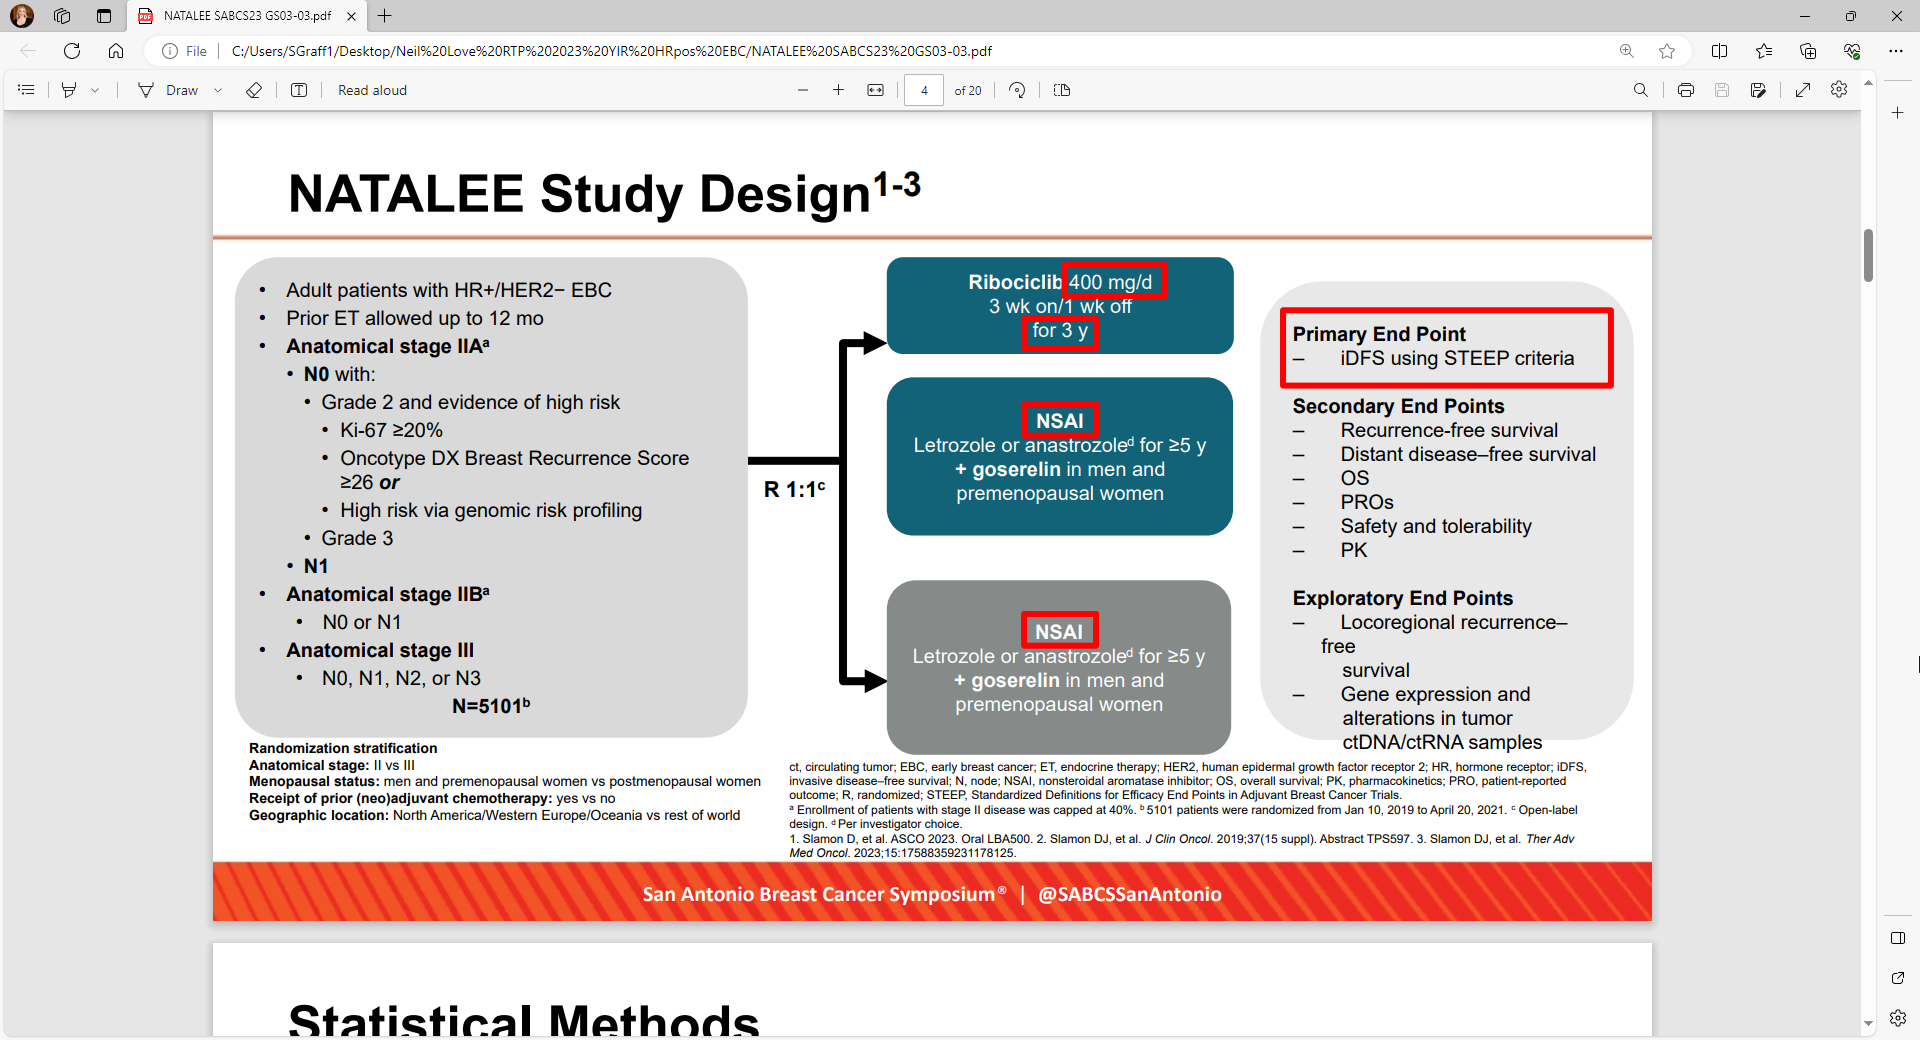 NATALEE SABCS23 GS03-03.pdf
File
C:/Users/SGraff1/Desktop/Neil%20Love%20RTP%202023%20YIR%20HRpos%20EBC/NATALEE%20SABCS23%20GS03-03.pdf
Draw
Read aloud
4
of 20
NATALEE Study Design1-3
• Adult patients with HR+/HER2− EBC
• Prior ET allowed up to 12 mo
• Anatomical stage IIAa
• N0 with:
• Grade 2 and evidence of high risk
• Ki-67 ≥20%
• Oncotype DX Breast Recurrence Score
≥26 or
• High risk via genomic risk profiling
• Grade 3
• N1
• Anatomical stage IIBa
• N0 or N1
• Anatomical stage III
• N0, N1, N2, or N3
N=5101b
Randomization stratification
Anatomical stage: II vs III
Menopausal status: men and premenopausal women vs postmenopausal women
Receipt of prior (neo)adjuvant chemotherapy: yes vs no
Geographic location: North America/Western Europe/Oceania vs rest of world
R 1:1c
Ribociclib 400 mg/d
3 wk on/1 wk off
for 3 y
NSAI
Letrozole or anastrozoled for ≥5 y
+ goserelin in men and
premenopausal women
NSAI
Letrozole or anastrozoled for ≥5 y
+ goserelin in men and
premenopausal women
Primary End Point
– iDFS using STEEP criteria
Secondary End Points
– Recurrence-free survival
– Distant disease–free survival
– OS
– PROs
– Safety and tolerability
– PK
Exploratory End Points
– Locoregional recurrence–
free
survival
– Gene expression and
alterations in tumor
ctDNA/ctRNA samples
ct, circulating tumor; EBC, early breast cancer; ET, endocrine therapy; HER2, human epidermal growth factor receptor 2; HR, hormone receptor; iDFS,
invasive disease–free survival; N, node; NSAI, nonsteroidal aromatase inhibitor; OS, overall survival; PK, pharmacokinetics; PRO, patient-reported
outcome; R, randomized; STEEP, Standardized Definitions for Efficacy End Points in Adjuvant Breast Cancer Trials.
a Enrollment of patients with stage II disease was capped at 40%. b 5101 patients were randomized from Jan 10, 2019 to April 20, 2021. c Open-label
design. d Per investigator choice.
1. Slamon D, et al. ASCO 2023. Oral LBA500. 2. Slamon DJ, et al. J Clin Oncol. 2019;37(15 suppl). Abstract TPS597. 3. Slamon DJ, et al. Ther Adv
Med Oncol. 2023;15:17588359231178125.
San Antonio Breast Cancer Symposium® | @SABCSSanAntonio
Statistical Methods